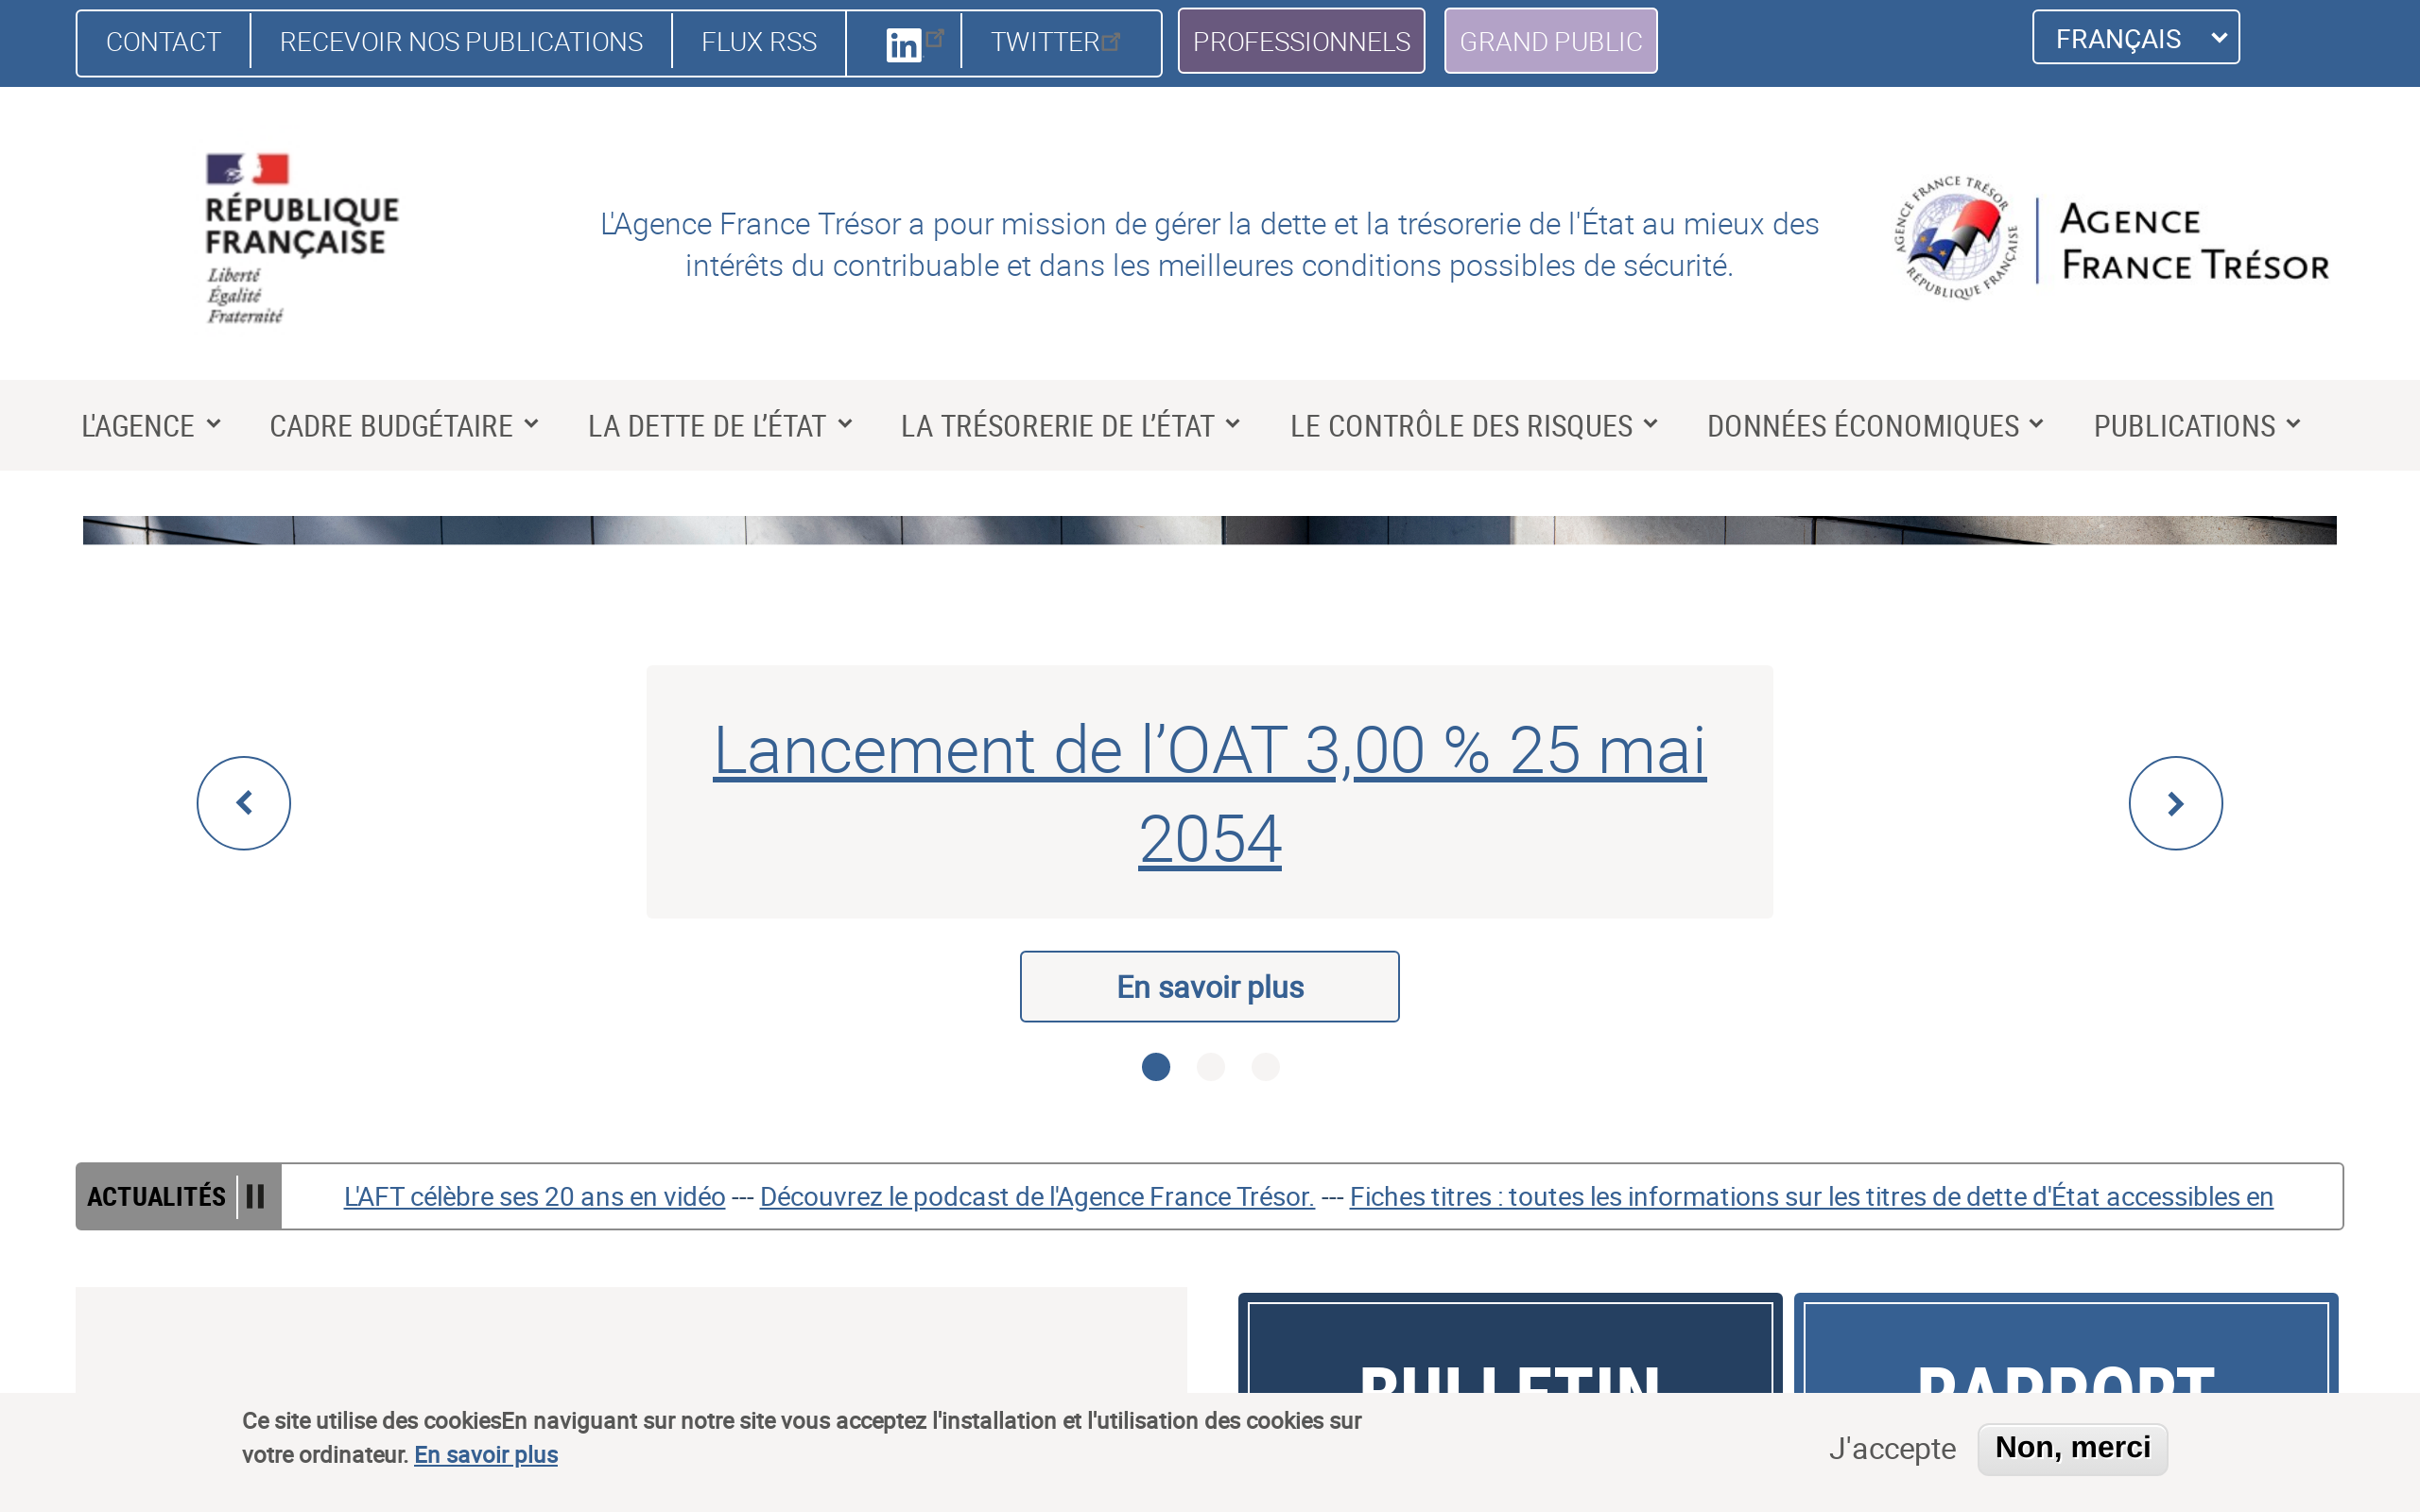 CONTACT
RECEVOIR NOS PUBLICATIONS
FLUX RSS
in
TWITTER
PROFESSIONNELS
GRAND PUBLIC
FRANÇAIS
RÉPUBLIQUE
FRANÇAISE
Liberté
Égalité
Fraternité
L'Agence France Trésor a pour mission de gérer la dette et la trésorerie de l'État au mieux des
intérêts du contribuable et dans les meilleures conditions possibles de sécurité.
AGENCE FRANCE TRÉSOR
RÉPUBLIQUE FRANÇAISE
AGENCE
FRANCE TRÉSOR
L'AGENCE
CADRE BUDGÉTAIRE
LA DETTE DE L’ÉTAT
LA TRÉSORERIE DE L’ÉTAT
LE CONTRÔLE DES RISQUES
DONNÉES ÉCONOMIQUES
PUBLICATIONS
Lancement de l’OAT 3,00 % 25 mai
2054
En savoir plus
ACTUALITÉS
L'AFT célèbre ses 20 ans en vidéo --- Découvrez le podcast de l'Agence France Trésor. --- Fiches titres : toutes les informations sur les titres de dette d'État accessibles en
BULLETIN
RAPPORT
Ce site utilise des cookiesEn naviguant sur notre site vous acceptez l'installation et l'utilisation des cookies sur
votre ordinateur. En savoir plus
J'accepte
Non, merci